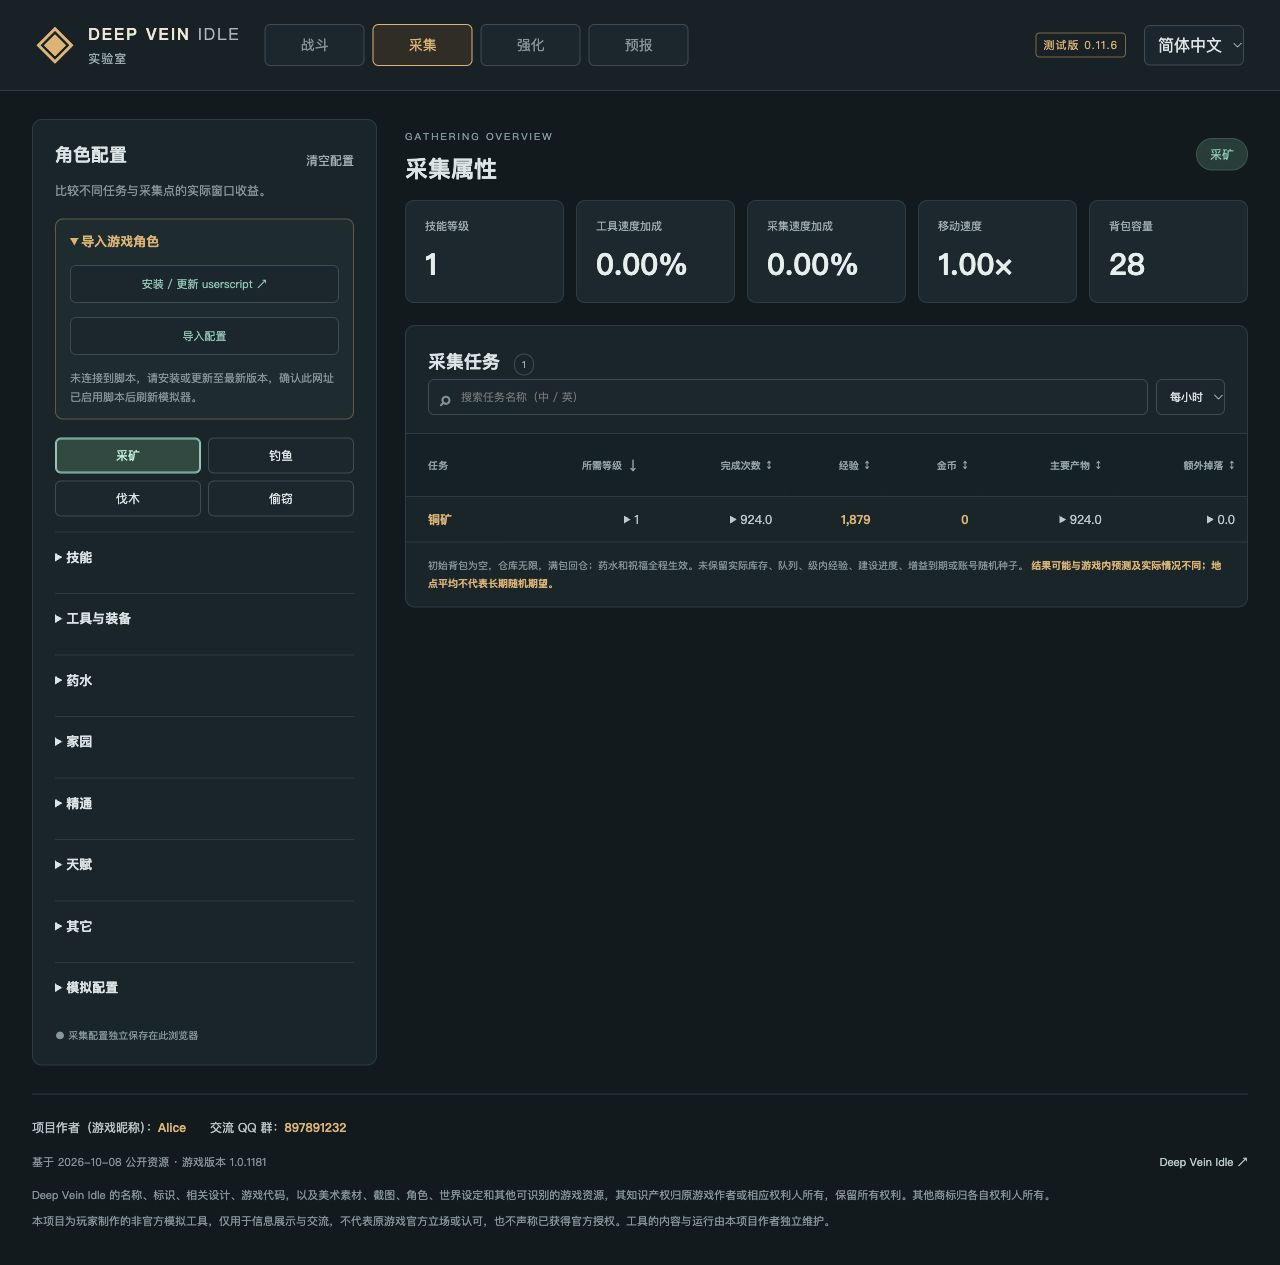 DEEP VEIN IDLE
实验室
战斗
采集
强化
预报
测试版 0.11.6
简体中文
角色配置
清空配置
比较不同任务与采集点的实际窗口收益。
▼导入游戏角色
安装 / 更新 userscript ↗
导入配置
未连接到脚本，请安装或更新至最新版本，确认此网址
已启用脚本后刷新模拟器。
采矿
钓鱼
伐木
偷窃
▶技能
▶工具与装备
▶药水
▶家园
▶精通
▶天赋
▶其它
▶模拟配置
采集配置独立保存在此浏览器
GATHERING OVERVIEW
采集属性
采矿
技能等级
1
工具速度加成
0.00%
采集速度加成
0.00%
移动速度
1.00×
背包容量
28
采集任务 1
搜索任务名称（中 / 英）
每小时
任务 所需等级 ↓ 完成次数 ↕ 经验 ↕ 金币 ↕ 主要产物 ↕ 额外掉落 ↕
铜矿 ▶1 ▶924.0 1,879 0 ▶924.0 ▶0.0
初始背包为空，仓库无限，满包回仓；药水和祝福全程生效。未保留实际库存、队列、级内经验、建设进度、增益到期或账号随机种子。 结果可能与游戏内预测及实际情况不同；地
点平均不代表长期随机期望。
项目作者（游戏昵称）：Alice 交流 QQ 群：897891232
基于 2026-10-08 公开资源 · 游戏版本 1.0.1181
Deep Vein Idle ↗
Deep Vein Idle 的名称、标识、相关设计、游戏代码，以及美术素材、截图、角色、世界设定和其他可识别的游戏资源，其知识产权归原游戏作者或相应权利人所有，保留所有权利。其他商标归各自权利人所有。
本项目为玩家制作的非官方模拟工具，仅用于信息展示与交流，不代表原游戏官方立场或认可，也不声称已获得官方授权。工具的内容与运行由本项目作者独立维护。